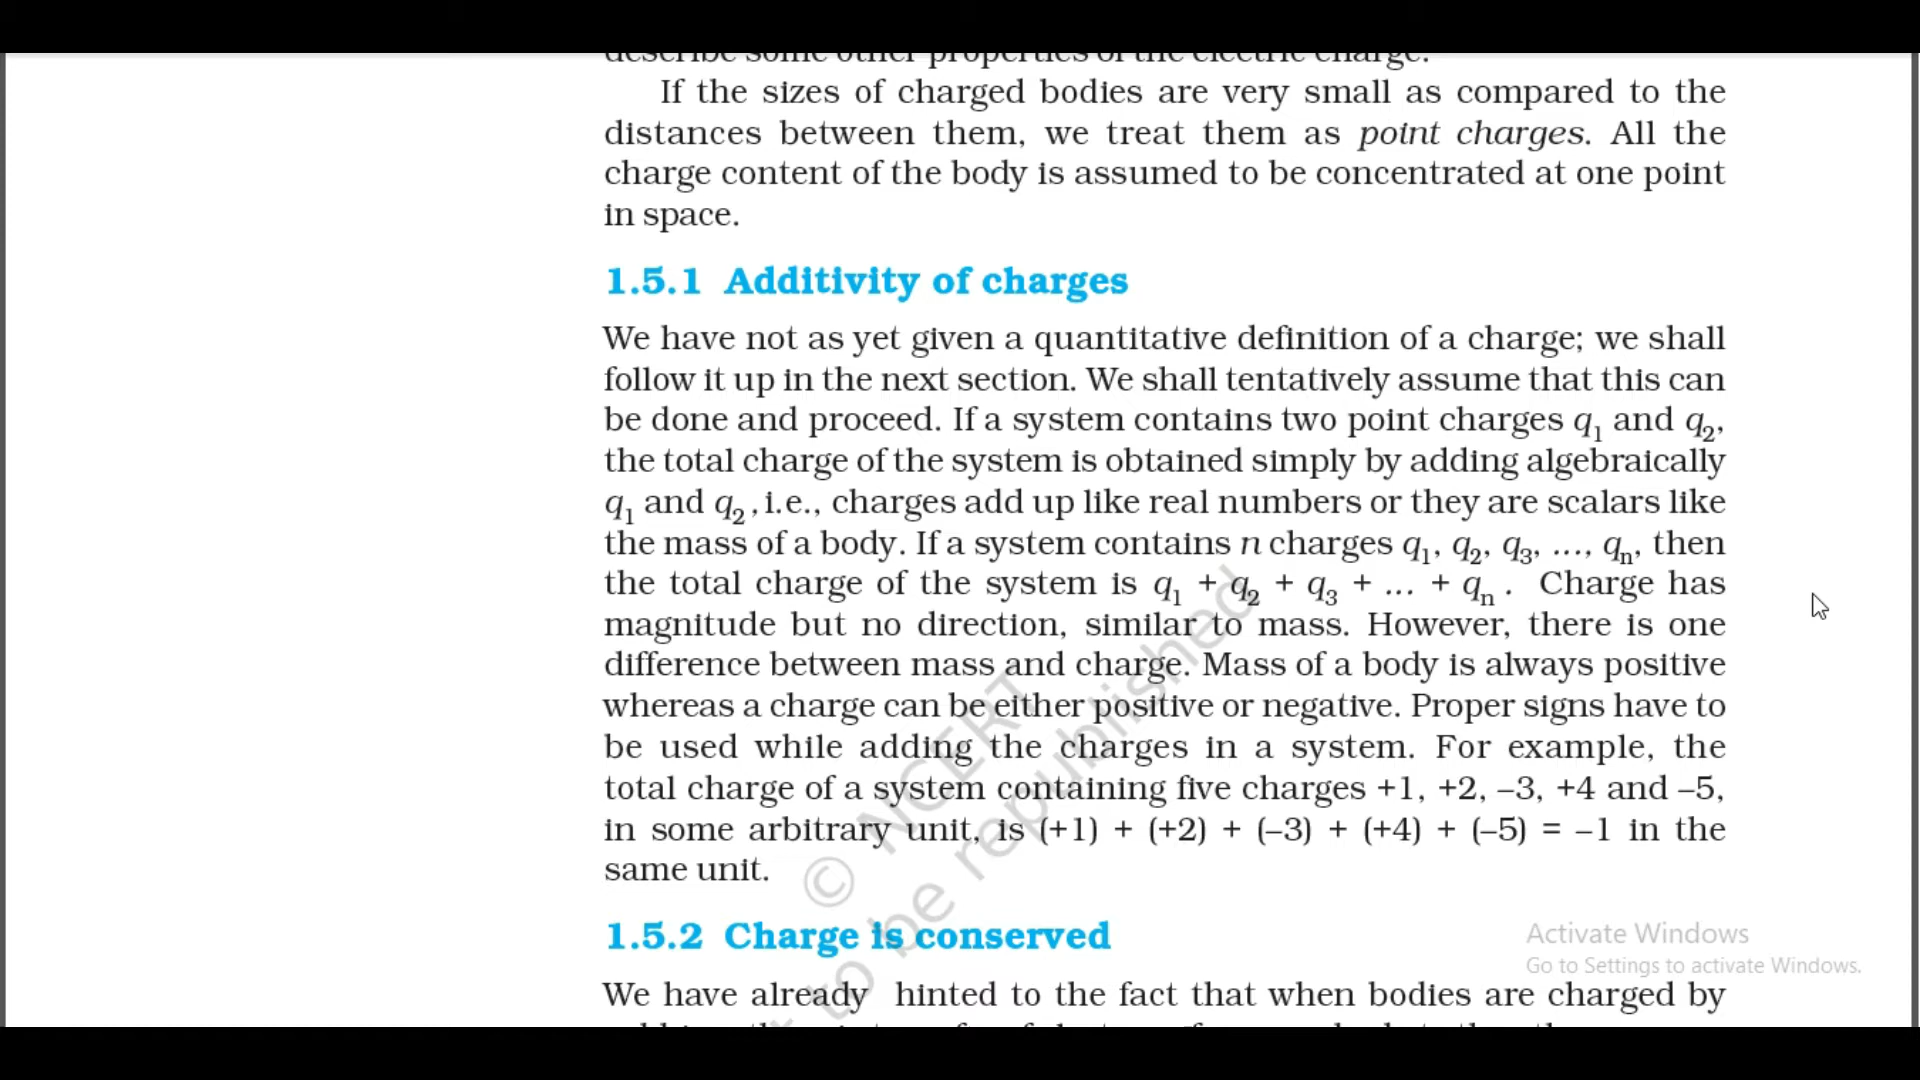 describe some other properties of the electric charge.
If the sizes of charged bodies are very small as compared to the
distances between them, we treat them as point charges. All the
charge content of the body is assumed to be concentrated at one point
in space.
1.5.1 Additivity of charges
We have not as yet given a quantitative definition of a charge; we shall
follow it up in the next section. We shall tentatively assume that this can
be done and proceed. If a system contains two point charges q₁ and q₂,
the total charge of the system is obtained simply by adding algebraically
q₁ and q₂ , i.e., charges add up like real numbers or they are scalars like
the mass of a body. If a system contains n charges q₁, q₂, q₃, ..., qₙ, then
the total charge of the system is q₁ + q₂ + q₃ + ... + qₙ . Charge has
magnitude but no direction, similar to mass. However, there is one
difference between mass and charge. Mass of a body is always positive
whereas a charge can be either positive or negative. Proper signs have to
be used while adding the charges in a system. For example, the
total charge of a system containing five charges +1, +2, –3, +4 and –5,
in some arbitrary unit, is (+1) + (+2) + (–3) + (+4) + (–5) = –1 in the
same unit.
© NCERT
to be republished
1.5.2 Charge is conserved
Activate Windows
Go to Settings to activate Windows.
We have already hinted to the fact that when bodies are charged by